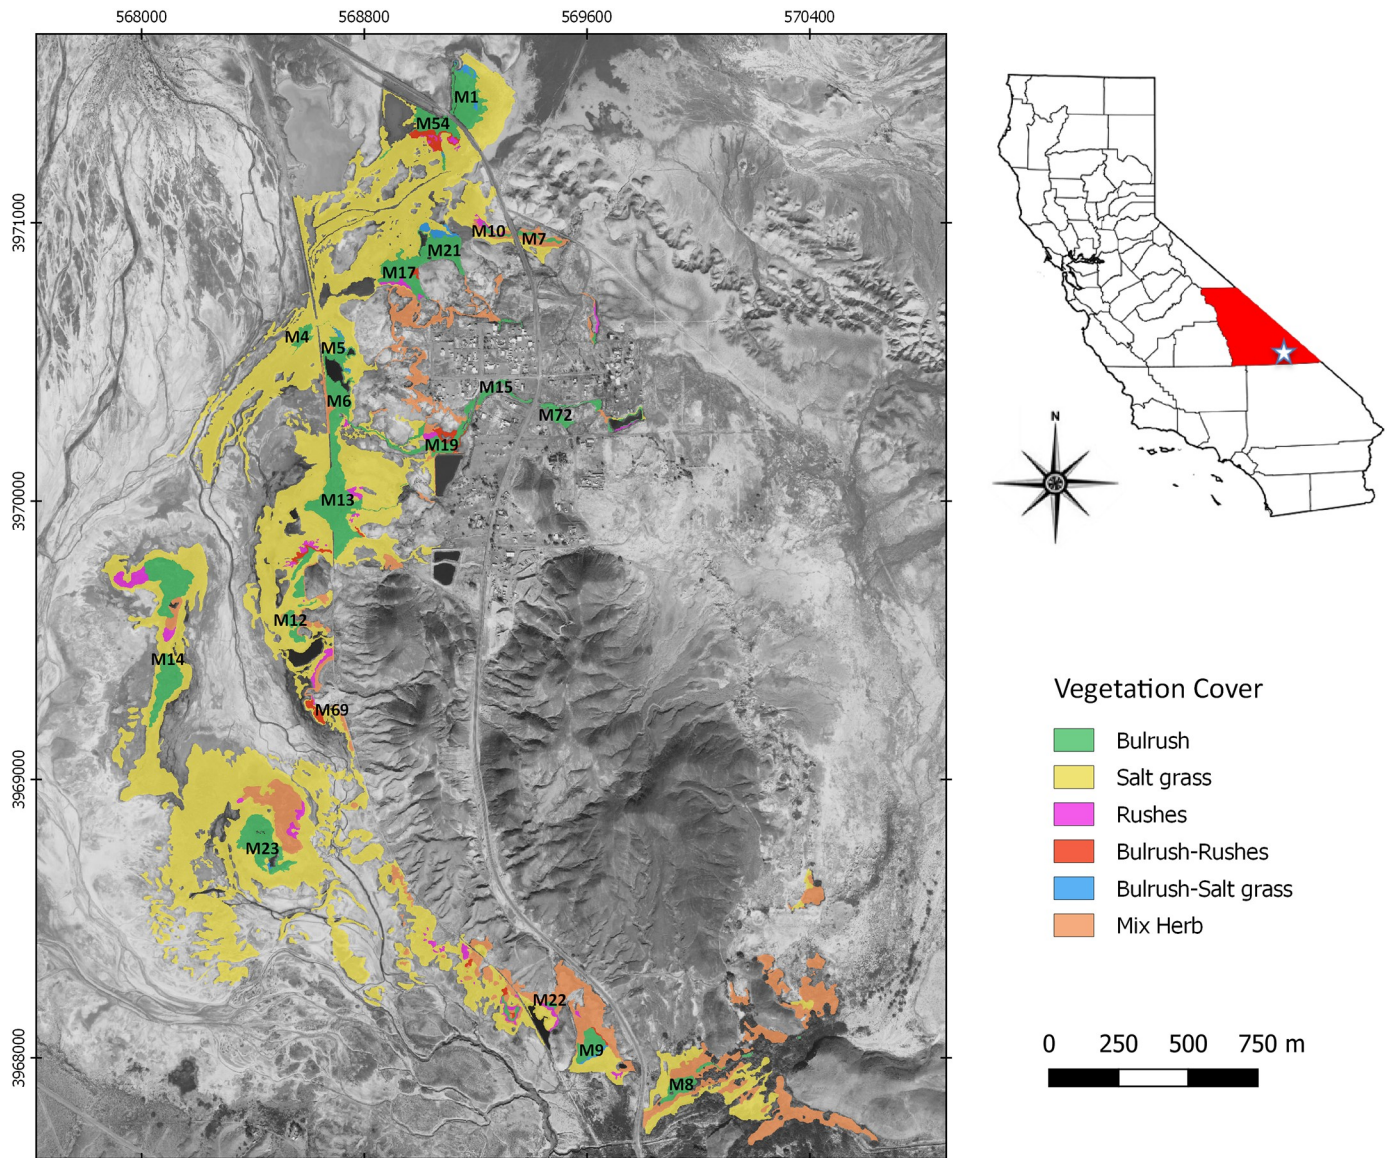 568000 568800 569600 570400
3971000
3970000
3969000
3968000
M1
M54
M10
M7
M21
M17
M4
M5
M6
M15
M72
M19
M13
M12
M14
M69
M23
M22
M9
M8
N
Vegetation Cover
Bulrush
Salt grass
Rushes
Bulrush-Rushes
Bulrush-Salt grass
Mix Herb
0 250 500 750 m